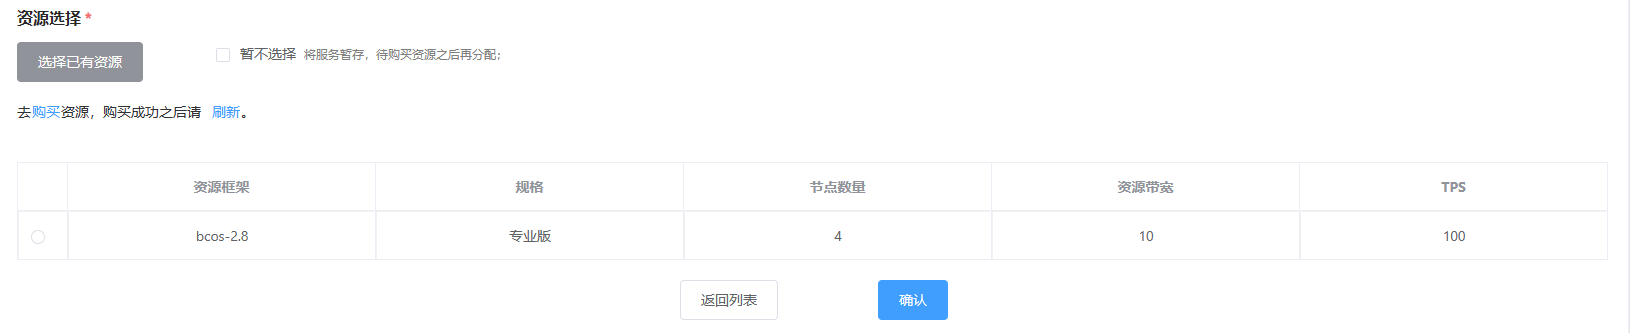 资源选择 *
选择已有资源 暂不选择 将服务暂存，待购买资源之后再分配；
去购买资源，购买成功之后请 刷新。
资源框架 规格 节点数量 资源带宽 TPS
bcos-2.8 专业版 4 10 100
返回列表 确认